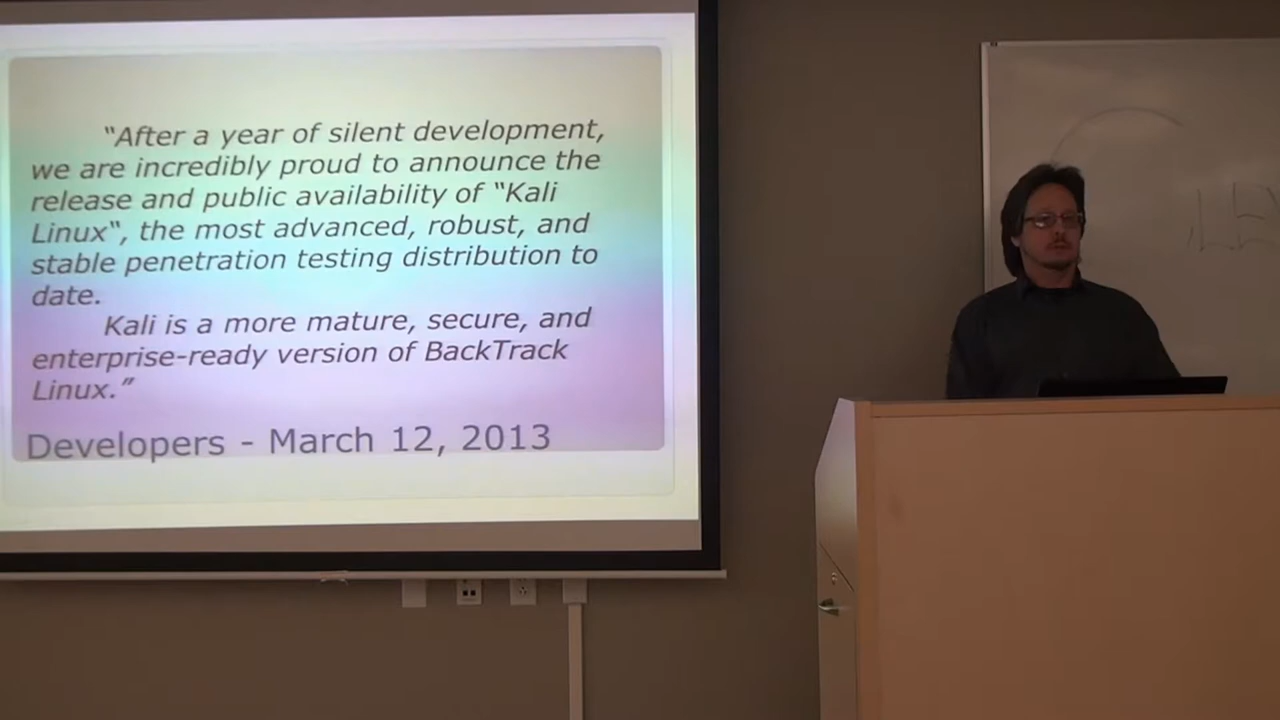 “After a year of silent development,
we are incredibly proud to announce the
release and public availability of “Kali
Linux“, the most advanced, robust, and
stable penetration testing distribution to
date.
Kali is a more mature, secure, and
enterprise-ready version of BackTrack
Linux.”
Developers - March 12, 2013